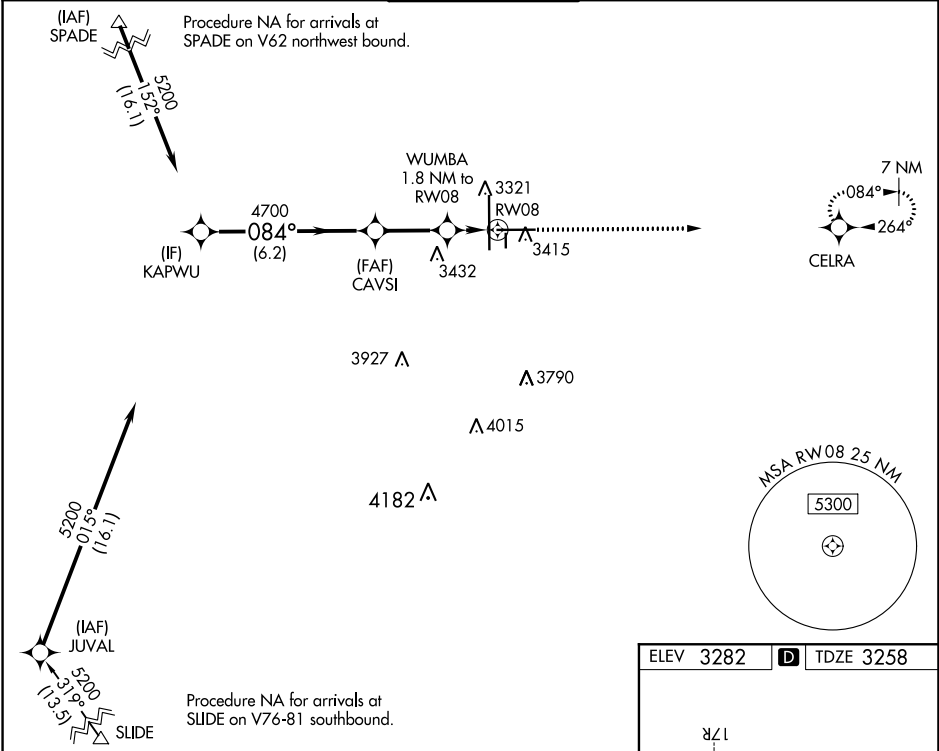 (IAF)
SPADE
Procedure NA for arrivals at
SPADE on V62 northwest bound.
5200
152°
(16.1)
WUMBA
1.8 NM to
RW08
3321
RW08
7 NM
084°
264°
CELRA
4700
084°
(6.2)
(IF)
KAPWU
(FAF)
CAVSI
3432
3415
3927
3790
4015
4182
MSA RW08 25 NM
5300
5200
015°
(16.1)
(IAF)
JUVAL
5200
319°
(13.5)
SLIDE
Procedure NA for arrivals at
SLIDE on V76-81 southbound.
ELEV 3282 D TDZE 3258
17R